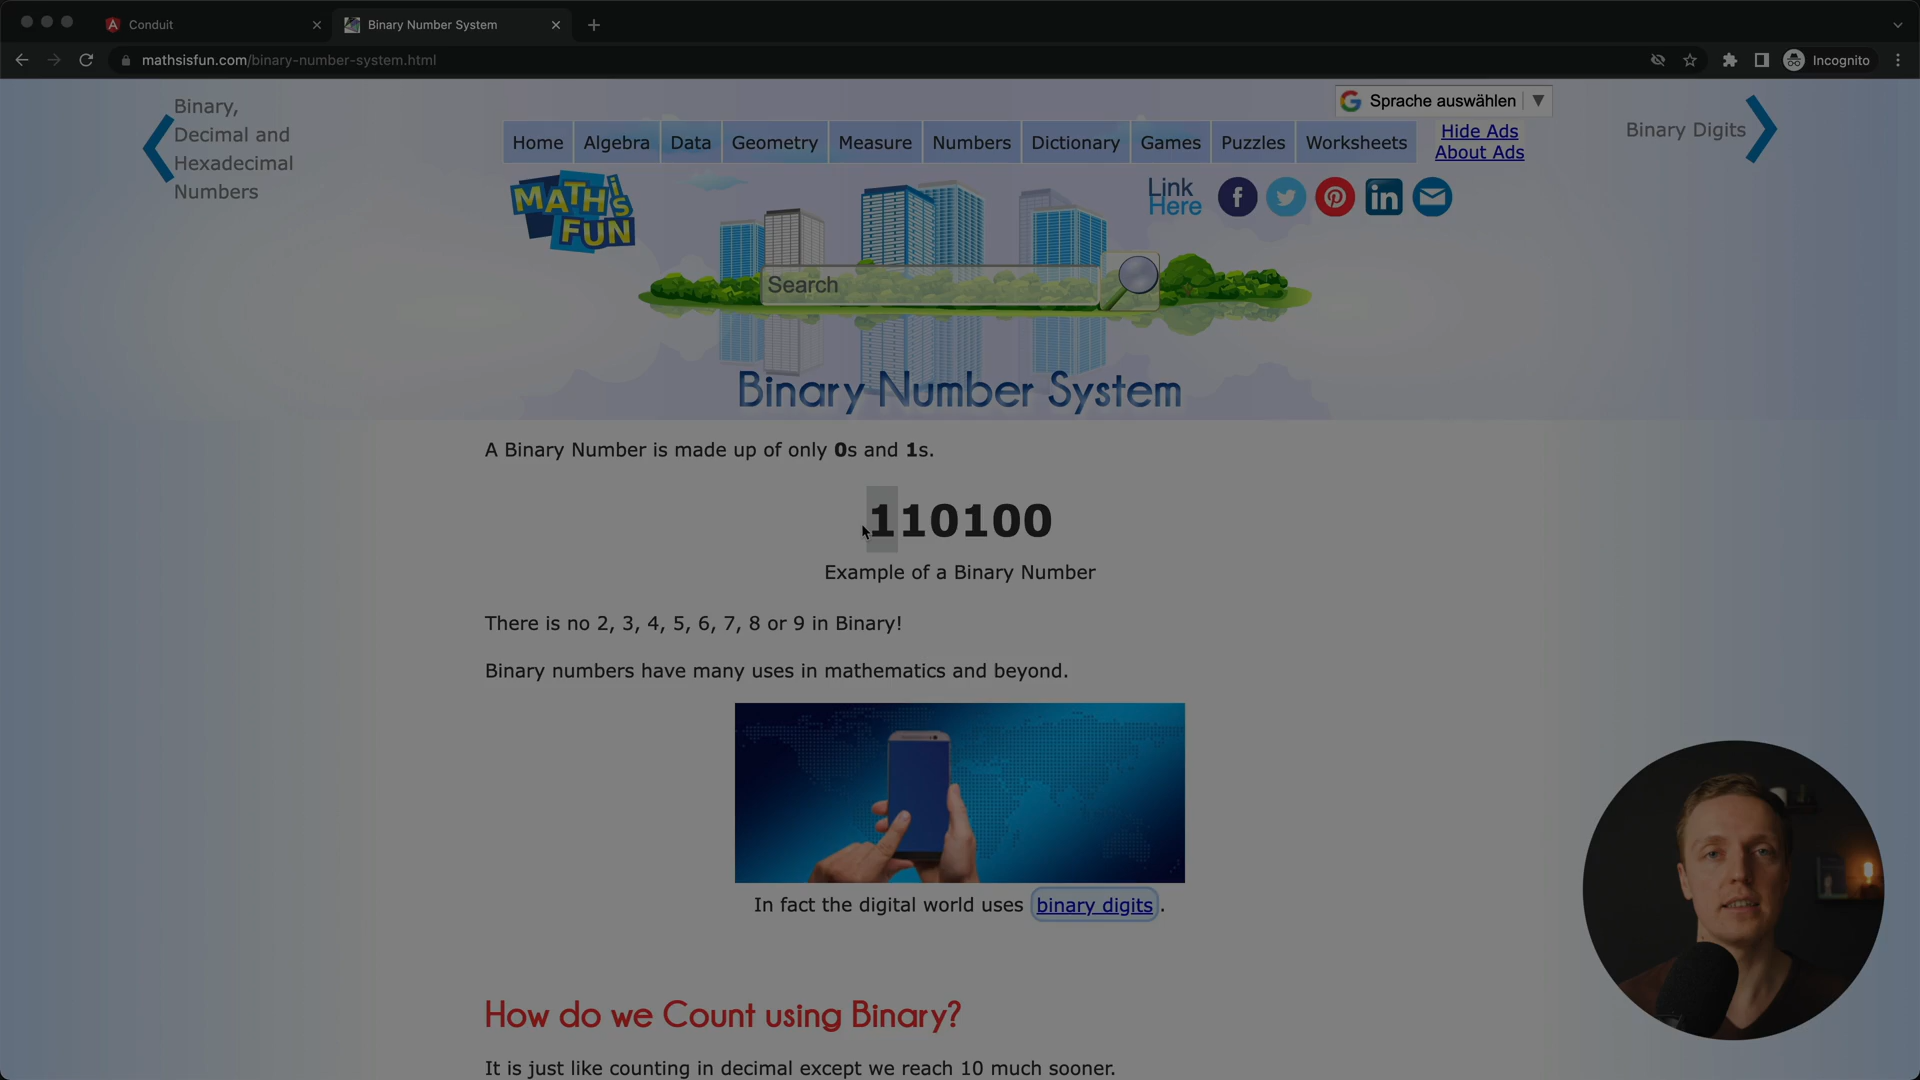 Conduit
Binary Number System
mathsisfun.com/binary-number-system.html
Incognito
Binary,
Decimal and
Hexadecimal
Numbers
Sprache auswählen
Binary Digits
Home Algebra Data Geometry Measure Numbers Dictionary Games Puzzles Worksheets
Hide Ads
About Ads
MATH is
FUN
Link
Here
Search
Binary Number System
A Binary Number is made up of only 0s and 1s.
110100
Example of a Binary Number
There is no 2, 3, 4, 5, 6, 7, 8 or 9 in Binary!
Binary numbers have many uses in mathematics and beyond.
In fact the digital world uses binary digits.
How do we Count using Binary?
It is just like counting in decimal except we reach 10 much sooner.